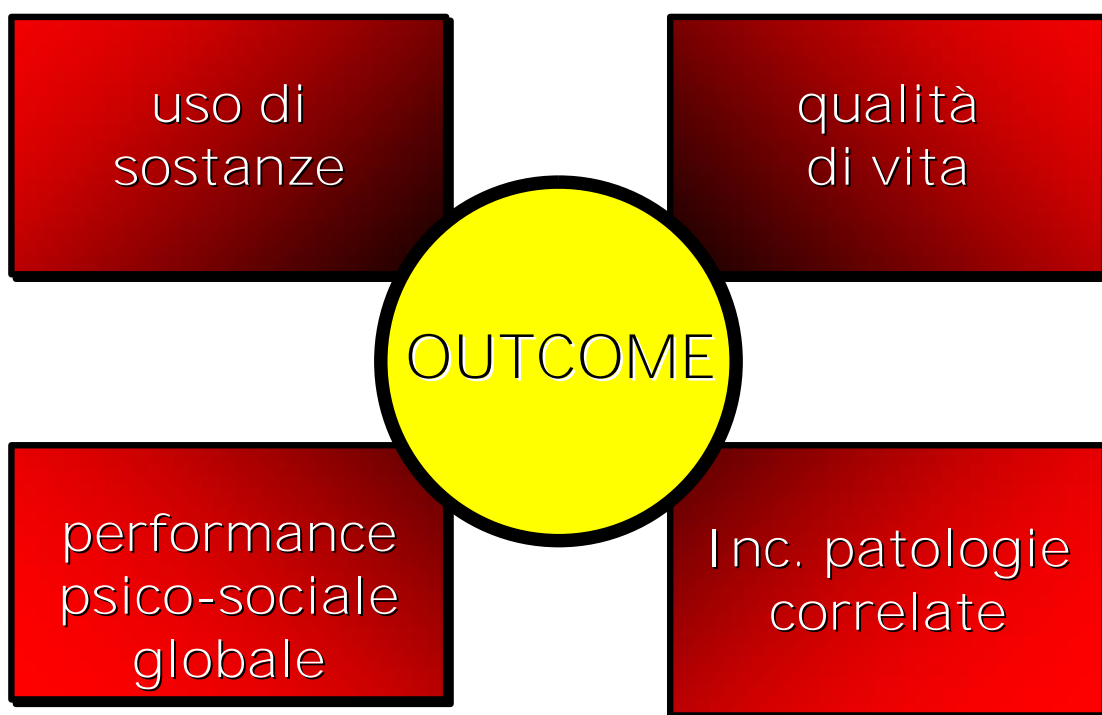 uso di
sostanze
qualità
di vita
OUTCOME
performance
psico-sociale
globale
Inc. patologie
correlate